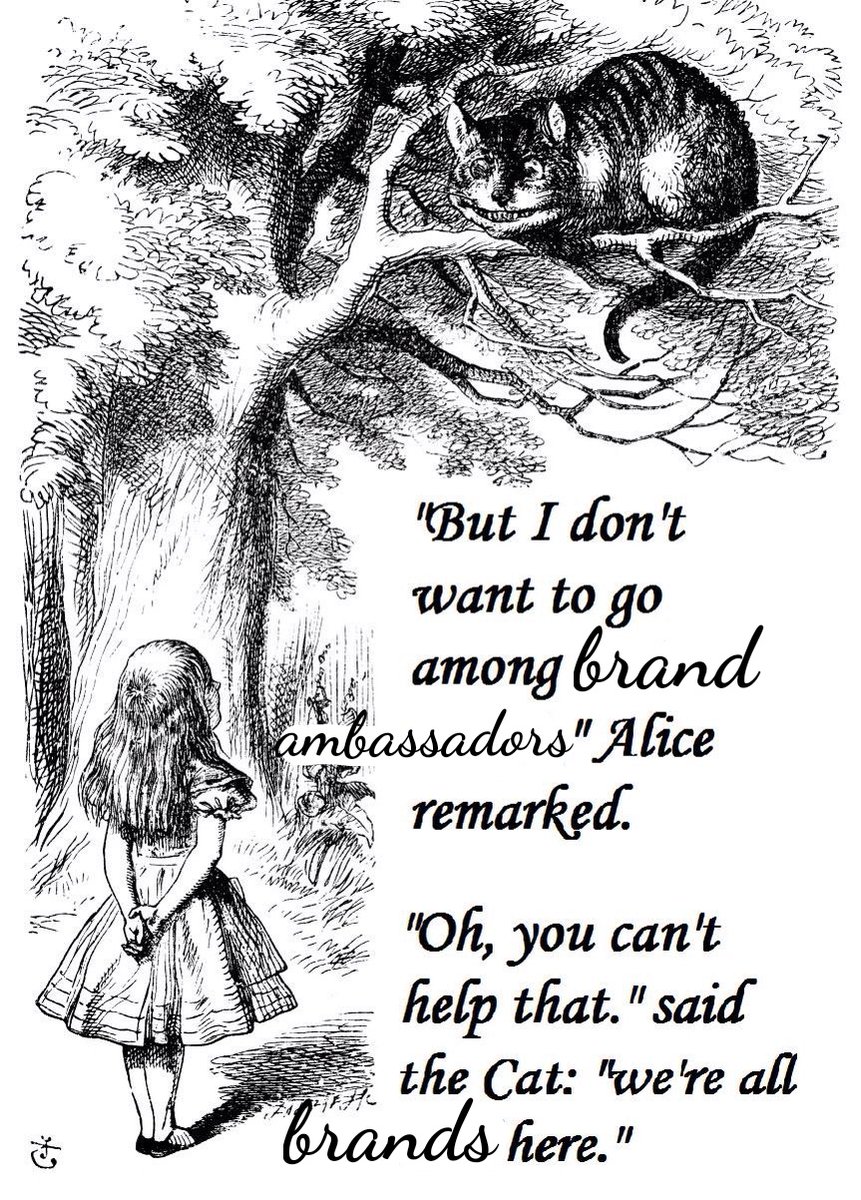 "But I don't
want to go
among brand
ambassadors" Alice
remarked.
"Oh, you can't
help that." said
the Cat: "we're all
brands here."